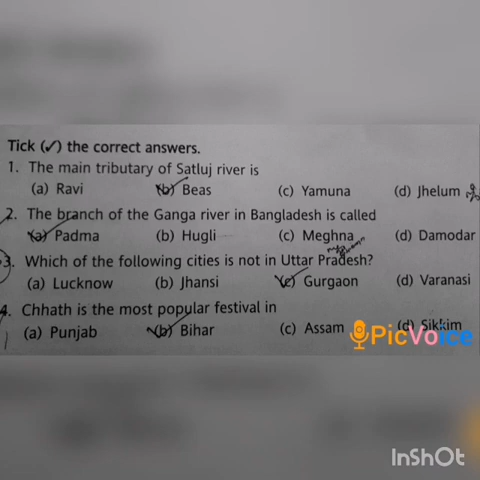 Tick (✓) the correct answers.
1. The main tributary of Satluj river is
(a) Ravi (b) Beas (c) Yamuna (d) Jhelum
2. The branch of the Ganga river in Bangladesh is called
(a) Padma (b) Hugli (c) Meghna (d) Damodar
3. Which of the following cities is not in Uttar Pradesh?
(a) Lucknow (b) Jhansi (c) Gurgaon (d) Varanasi
4. Chhath is the most popular festival in
(a) Punjab (b) Bihar (c) Assam (d) Sikkim
PicVoice
InShOt